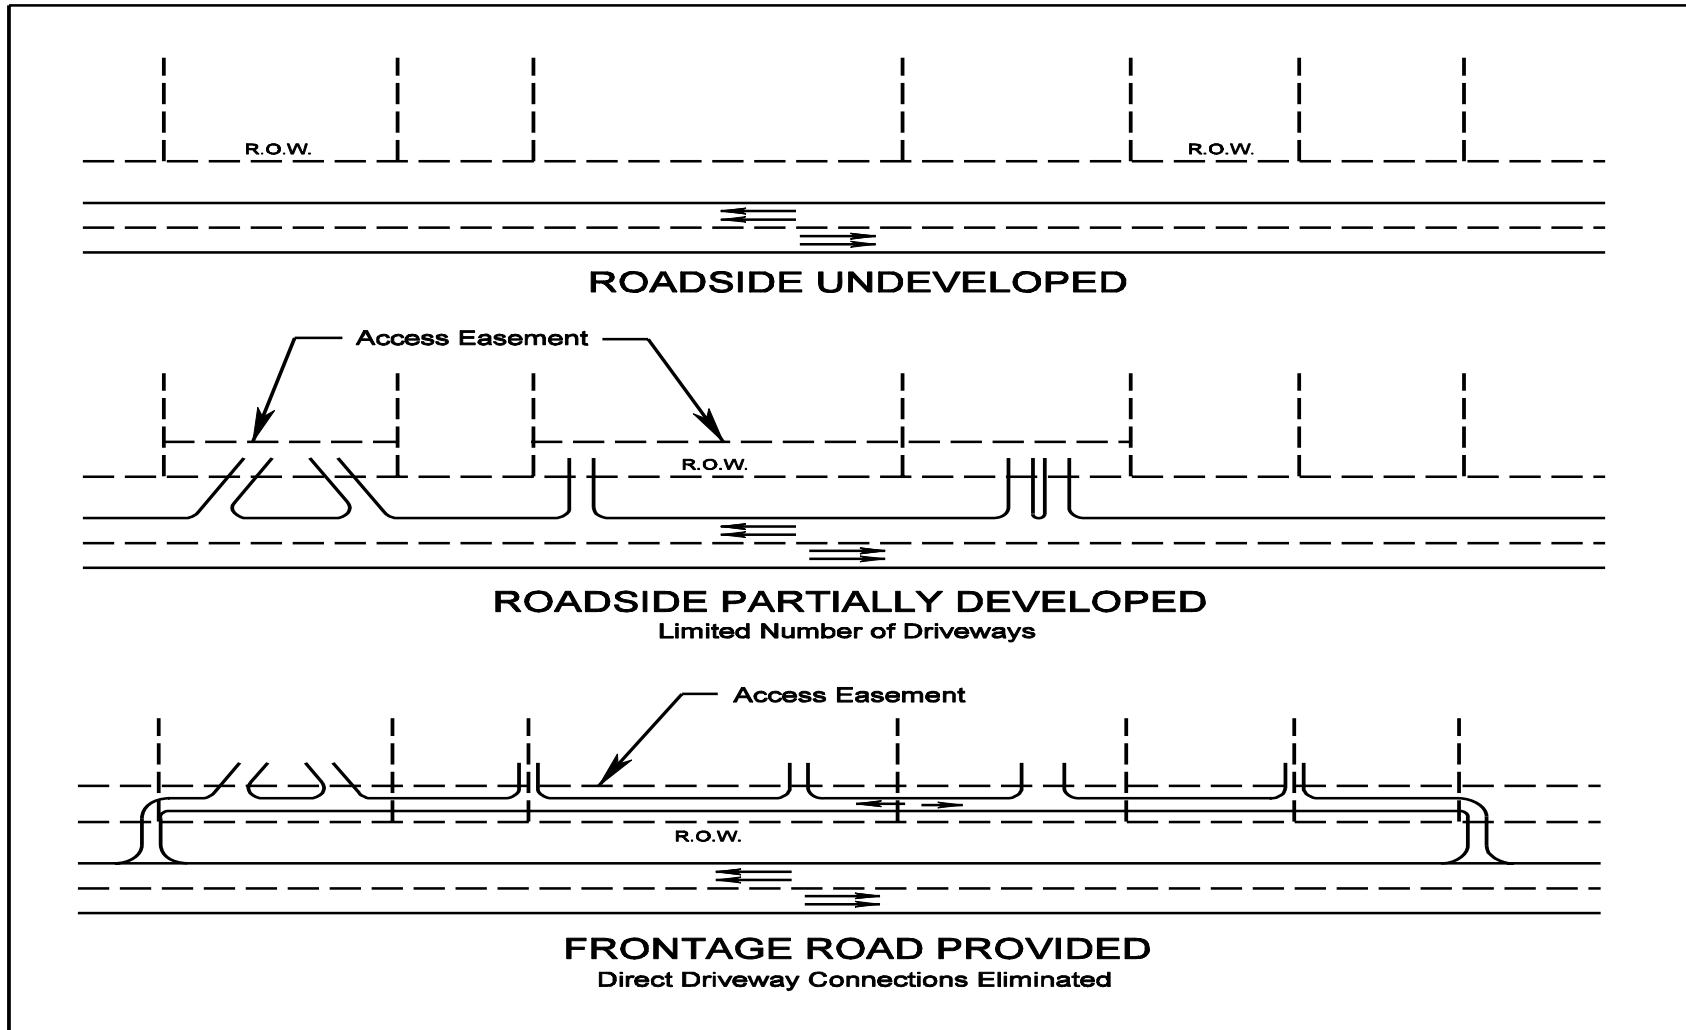 R.O.W.
R.O.W.
ROADSIDE UNDEVELOPED
Access Easement
R.O.W.
ROADSIDE PARTIALLY DEVELOPED
Limited Number of Driveways
Access Easement
R.O.W.
FRONTAGE ROAD PROVIDED
Direct Driveway Connections Eliminated